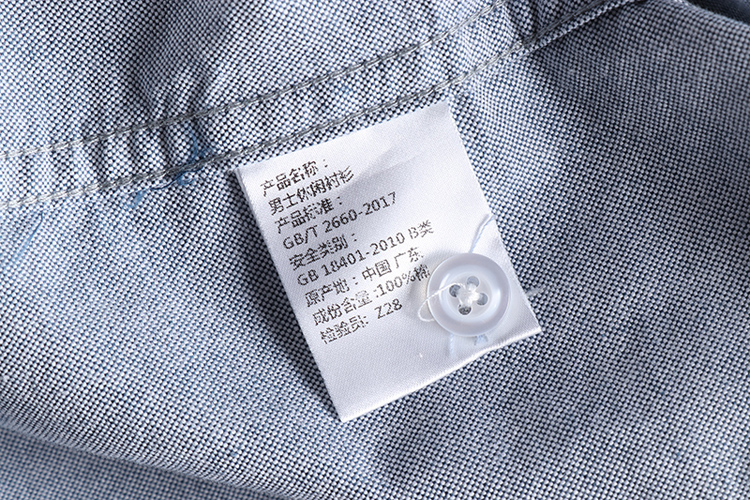 产品名称：
男士休闲衬衫
产品标准：
GB/T 2660-2017
安全类别：
GB 18401-2010 B类
原产地：中国 广东
成份含量:100%棉
检验员: Z28